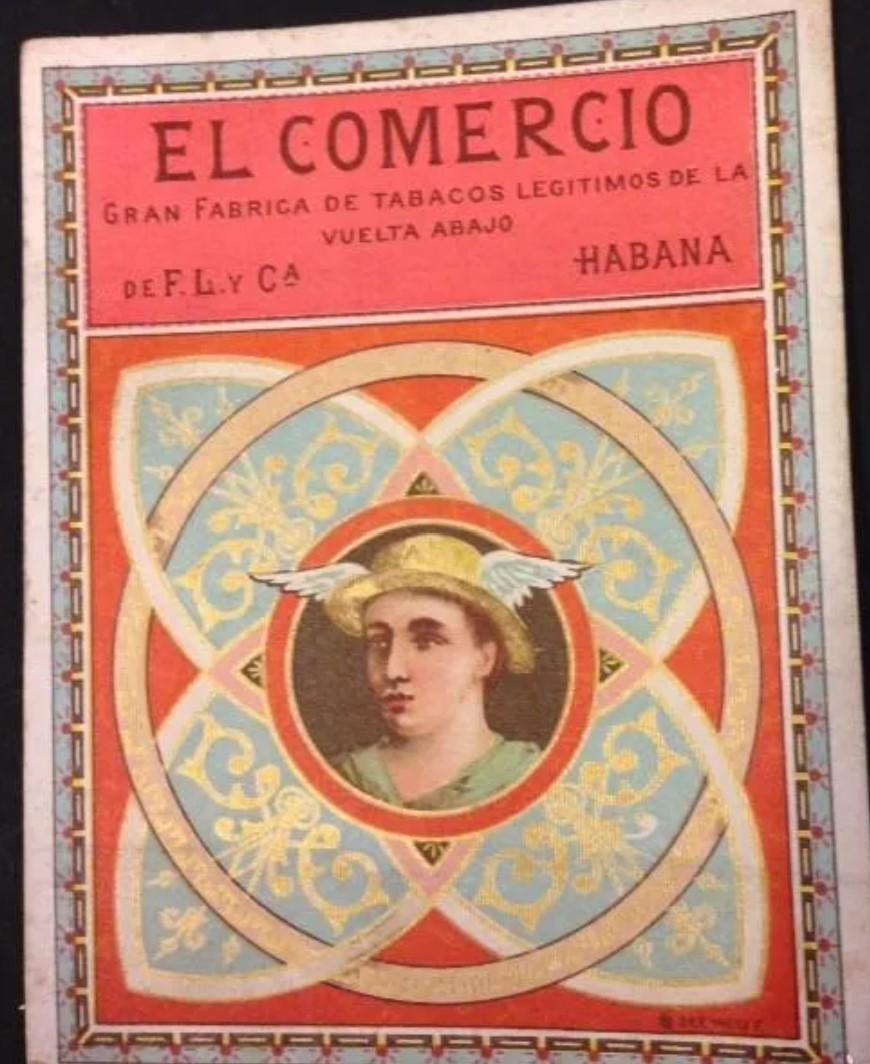 EL COMERCIO
GRAN FABRICA DE TABACOS LEGITIMOS DE LA
VUELTA ABAJO
DE F. L. Y Cª
HABANA